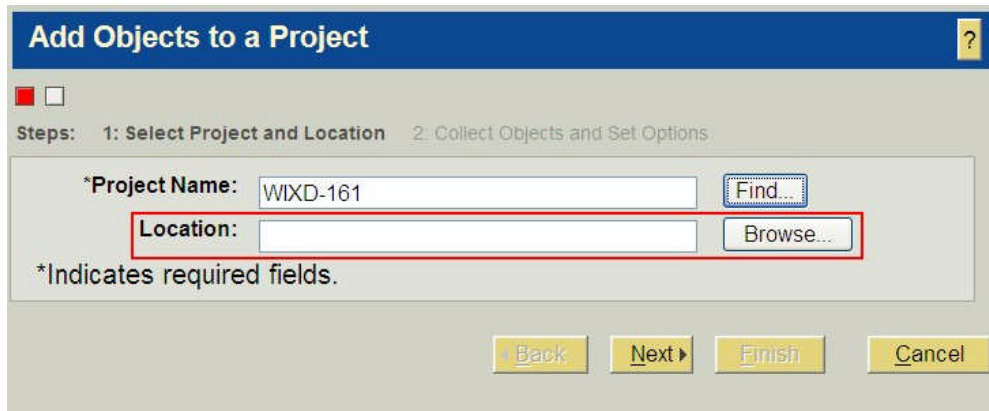 Add Objects to a Project ?
Steps: 1: Select Project and Location 2: Collect Objects and Set Options
*Project Name: WIXD-161 Find...
Location: Browse...
*Indicates required fields.
Back Next Finish Cancel